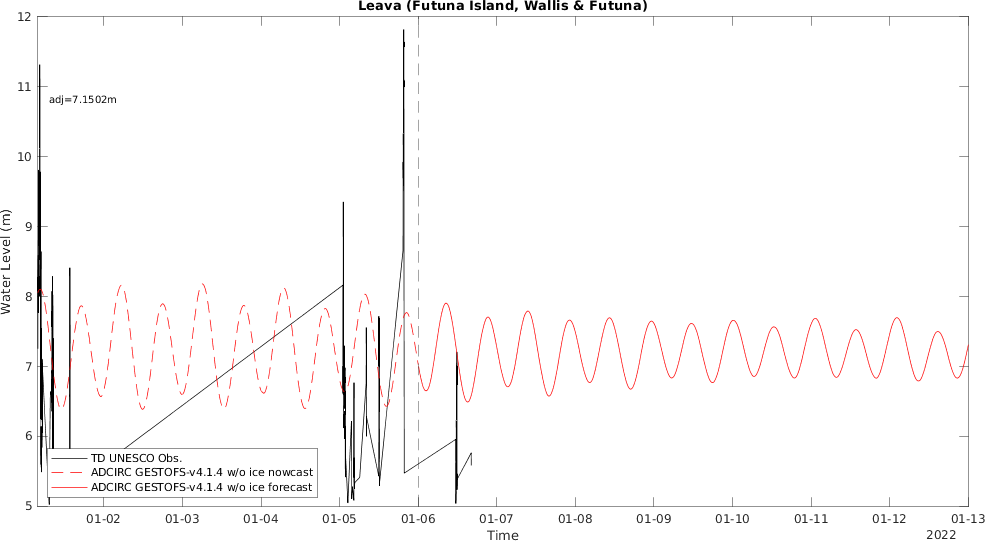 Leava (Futuna Island, Wallis & Futuna)
12
11
10
9
8
7
6
5
Water Level (m)
adj=7.1502m
TD UNESCO Obs.
ADCIRC GESTOFS-v4.1.4 w/o ice nowcast
ADCIRC GESTOFS-v4.1.4 w/o ice forecast
01-02 01-03 01-04 01-05 01-06 01-07 01-08 01-09 01-10 01-11 01-12 01-13
Time
2022